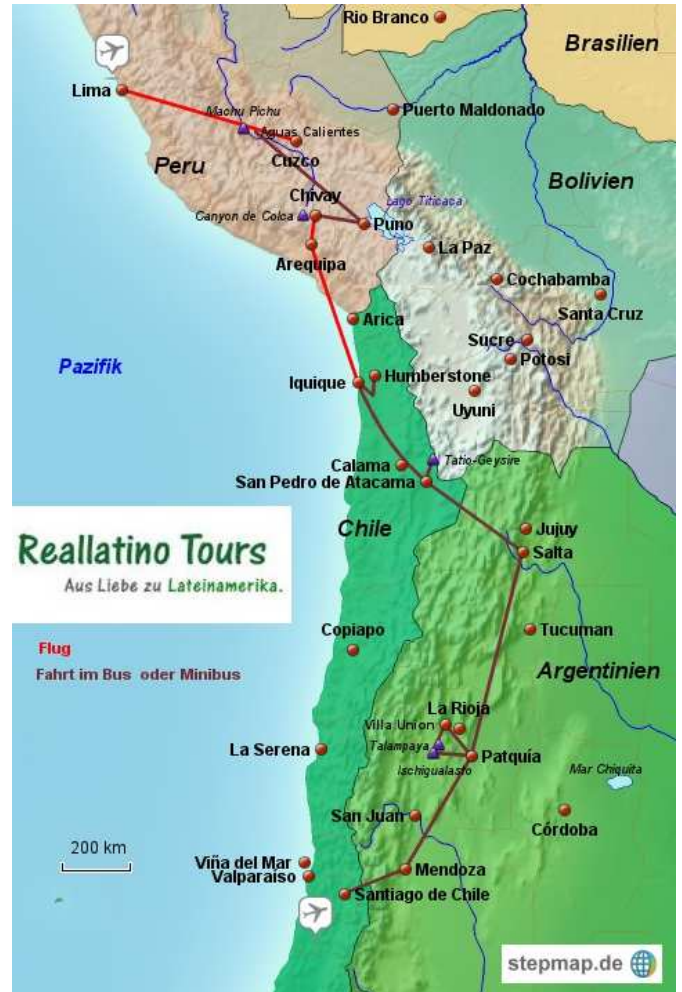 Rio Branco
Brasilien
Lima
Puerto Maldonado
Machu Pichu
Aguas Calientes
Peru
Cuzco
Bolivien
Chivay
Lago Titicaca
Canyon de Colca
Puno
La Paz
Arequipa
Cochabamba
Santa Cruz
Arica
Sucre
Potosi
Pazifik
Humberstone
Iquique
Uyuni
Tatio-Geysire
Calama
San Pedro de Atacama
Chile
Jujuy
Reallatino Tours
Salta
Aus Liebe zu Lateinamerika.
Copiapo
Tucuman
Flug
Fahrt im Bus oder Minibus
Argentinien
La Rioja
Villa Union
La Serena
Talampaya
Patquía
Ischigualasto
Mar Chiquita
San Juan
Córdoba
200 km
Viña del Mar
Mendoza
Valparaíso
Santiago de Chile
stepmap.de